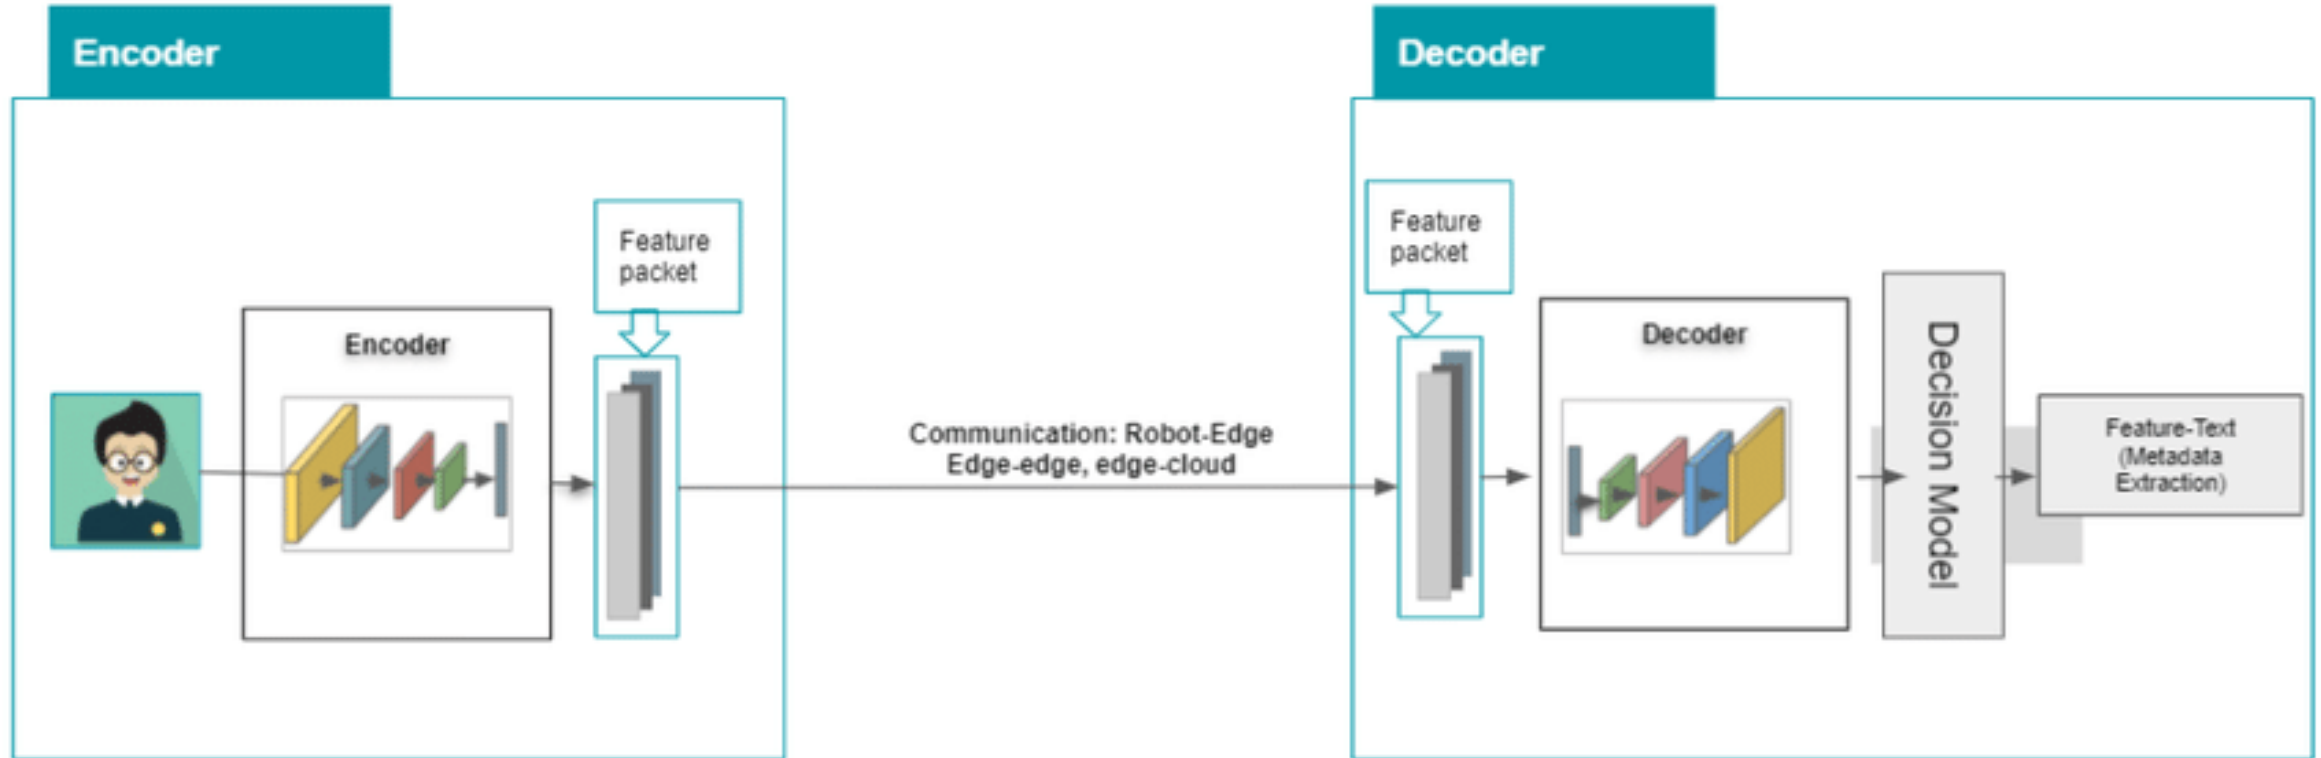 Encoder
Decoder
Feature
packet
Encoder
Communication: Robot-Edge
Edge-edge, edge-cloud
Feature
packet
Decoder
Decision Model
Feature-Text
(Metadata
Extraction)